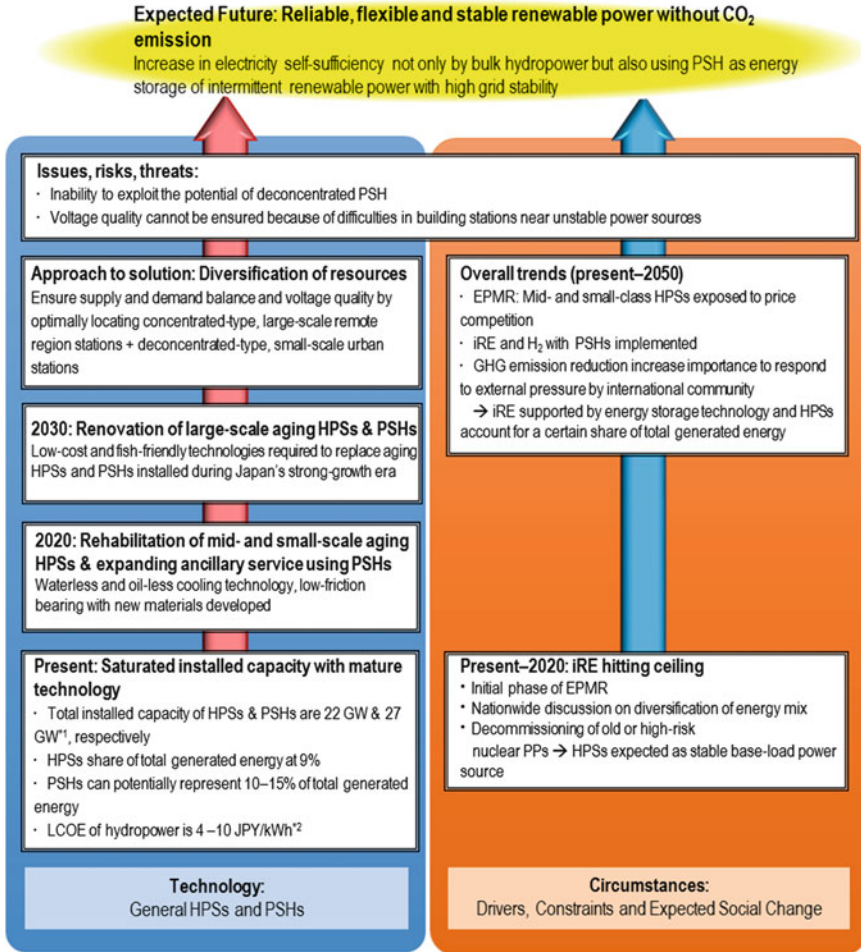 Expected Future: Reliable, flexible and stable renewable power without CO₂
emission
Increase in electricity self-sufficiency not only by bulk hydropower but also using PSH as energy
storage of intermittent renewable power with high grid stability
Issues, risks, threats:
· Inability to exploit the potential of deconcentrated PSH
· Voltage quality cannot be ensured because of difficulties in building stations near unstable power sources
Approach to solution: Diversification of resources
Ensure supply and demand balance and voltage quality by
optimally locating concentrated-type, large-scale remote
region stations + deconcentrated-type, small-scale urban
stations
2030: Renovation of large-scale aging HPSs & PSHs
Low-cost and fish-friendly technologies required to replace aging
HPSs and PSHs installed during Japan's strong-growth era
2020: Rehabilitation of mid- and small-scale aging
HPSs & expanding ancillary service using PSHs
Waterless and oil-less cooling technology, low-friction
bearing with new materials developed
Present: Saturated installed capacity with mature
technology
· Total installed capacity of HPSs & PSHs are 22 GW & 27
GW*1, respectively
· HPSs share of total generated energy at 9%
· PSHs can potentially represent 10–15% of total generated
energy
· LCOE of hydropower is 4 –10 JPY/kWh*2
Technology:
General HPSs and PSHs
Overall trends (present–2050)
· EPMR: Mid- and small-class HPSs exposed to price
competition
· iRE and H₂ with PSHs implemented
· GHG emission reduction increase importance to respond
to external pressure by international community
→ iRE supported by energy storage technology and HPSs
account for a certain share of total generated energy
Present–2020: iRE hitting ceiling
• Initial phase of EPMR
• Nationwide discussion on diversification of energy mix
• Decommissioning of old or high-risk
nuclear PPs → HPSs expected as stable base-load power
source
Circumstances:
Drivers, Constraints and Expected Social Change